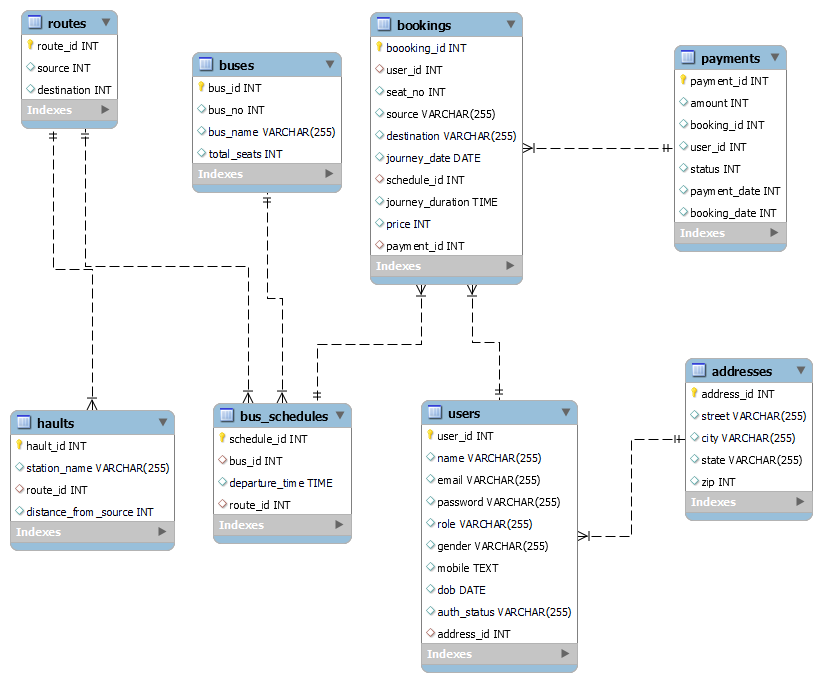 routes
route_id INT
source INT
destination INT
Indexes
buses
bus_id INT
bus_no INT
bus_name VARCHAR(255)
total_seats INT
Indexes
bookings
boooking_id INT
user_id INT
seat_no INT
source VARCHAR(255)
destination VARCHAR(255)
journey_date DATE
schedule_id INT
journey_duration TIME
price INT
payment_id INT
Indexes
payments
payment_id INT
amount INT
booking_id INT
user_id INT
status INT
payment_date INT
booking_date INT
Indexes
haults
hault_id INT
station_name VARCHAR(255)
route_id INT
distance_from _source INT
Indexes
bus_schedules
schedule_id INT
bus_id INT
departure_time TIME
route_id INT
Indexes
users
user_id INT
name VARCHAR(255)
email VARCHAR(255)
password VARCHAR(255)
role VARCHAR(255)
gender VARCHAR(255)
mobile TEXT
dob DATE
auth_status VARCHAR(255)
address_id INT
Indexes
addresses
address_id INT
street VARCHAR(255)
city VARCHAR(255)
state VARCHAR(255)
zip INT
Indexes